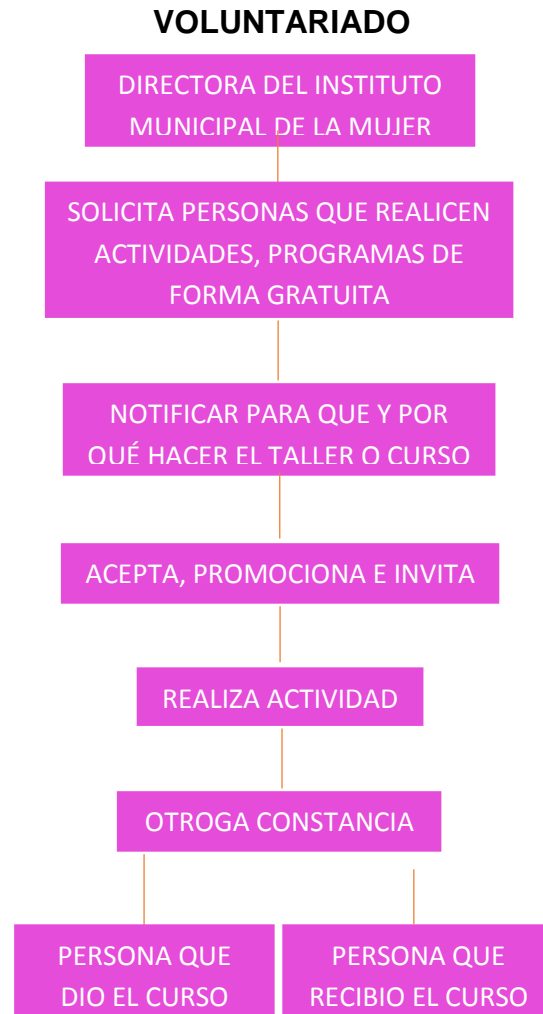 VOLUNTARIADO
DIRECTORA DEL INSTITUTO
MUNICIPAL DE LA MUJER
SOLICITA PERSONAS QUE REALICEN
ACTIVIDADES, PROGRAMAS DE
FORMA GRATUITA
NOTIFICAR PARA QUE Y POR
QUÉ HACER EL TALLER O CURSO
ACEPTA, PROMOCIONA E INVITA
REALIZA ACTIVIDAD
OTROGA CONSTANCIA
PERSONA QUE
DIO EL CURSO
PERSONA QUE
RECIBIO EL CURSO